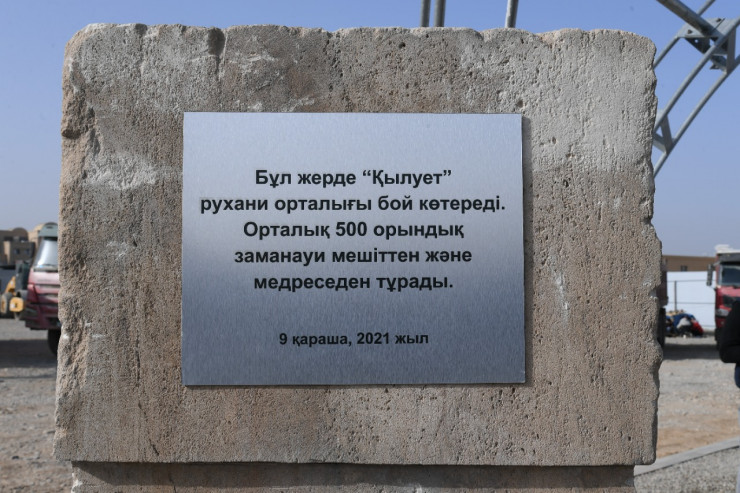 Бұл жерде “Қылует”
рухани орталығы бой көтереді.
Орталық 500 орындық
заманауи мешіттен және
медреседен тұрады.
9 қараша, 2021 жыл